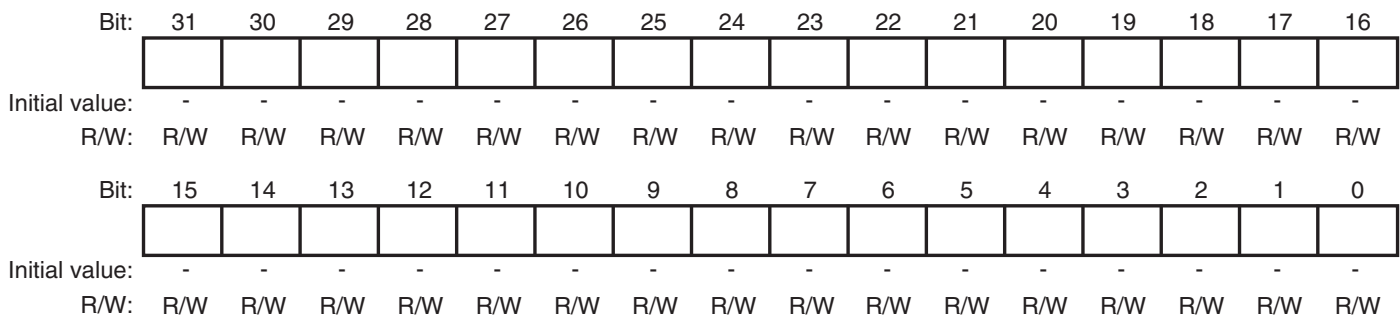 Bit: 31 30 29 28 27 26 25 24 23 22 21 20 19 18 17 16
Initial value: - - - - - - - - - - - - - - - -
R/W: R/W R/W R/W R/W R/W R/W R/W R/W R/W R/W R/W R/W R/W R/W R/W R/W
Bit: 15 14 13 12 11 10 9 8 7 6 5 4 3 2 1 0
Initial value: - - - - - - - - - - - - - - - -
R/W: R/W R/W R/W R/W R/W R/W R/W R/W R/W R/W R/W R/W R/W R/W R/W R/W